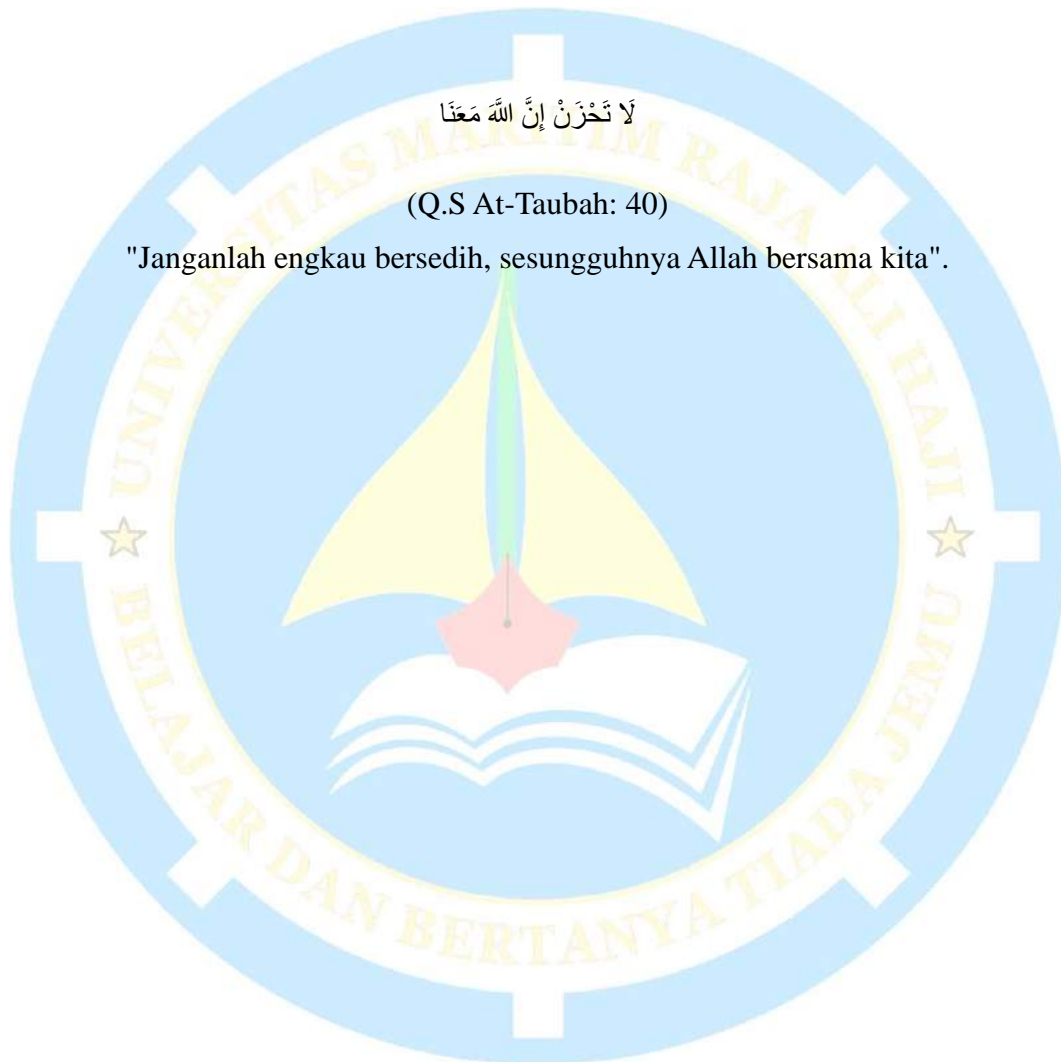 لَا تَحْزَنْ إِنَّ اللَّهَ مَعَنَا
(Q.S At-Taubah: 40)
"Janganlah engkau bersedih, sesungguhnya Allah bersama kita".
UNIVERSITAS MARITIM RAJA ALI HAJI
BELAJAR DAN BERTANYA TIADA JEMU